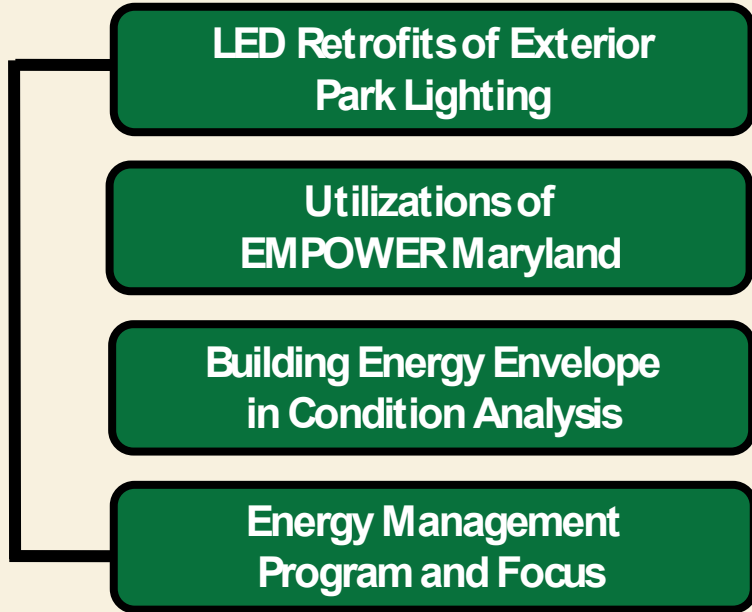 LED Retrofits of Exterior
Park Lighting
Utilizations of
EMPOWER Maryland
Building Energy Envelope
in Condition Analysis
Energy Management
Program and Focus